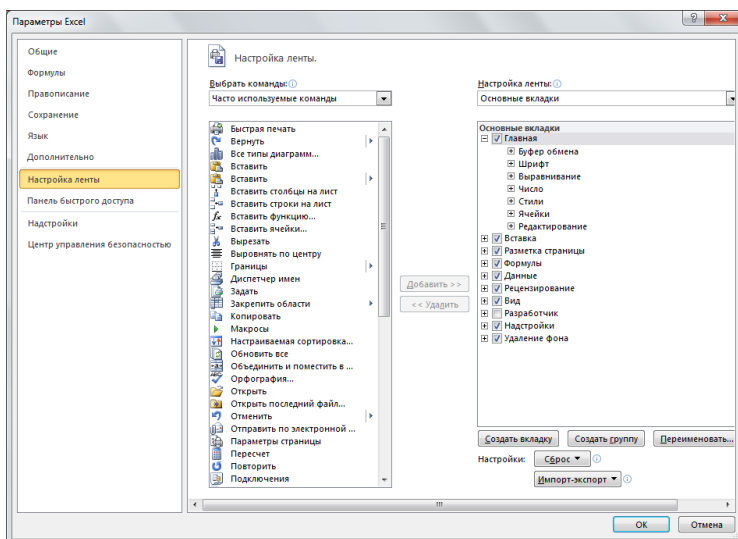 Параметры Excel
Общие
Формулы
Правописание
Сохранение
Язык
Дополнительно
Настройка ленты
Панель быстрого доступа
Надстройки
Центр управления безопасностью
Настройка ленты.
Выбрать команды:
Часто используемые команды
Быстрая печать
Вернуть
Все типы диаграмм...
Вставить
Вставить
Вставить столбцы на лист
Вставить строки на лист
Вставить функцию...
Вставить ячейки...
Вырезать
Выровнять по центру
Границы
Диспетчер имен
Задать
Закрепить области
Копировать
Макросы
Настраиваемая сортировка...
Обновить все
Объединить и поместить в ...
Орфография...
Открыть
Открыть последний файл...
Отменить
Отправить по электронной ...
Параметры страницы
Пересчет
Повторить
Подключения
Добавить >>
<< Удалить
Настройка ленты:
Основные вкладки
Основные вкладки
Главная
Буфер обмена
Шрифт
Выравнивание
Число
Стили
Ячейки
Редактирование
Вставка
Разметка страницы
Формулы
Данные
Рецензирование
Вид
Разработчик
Надстройки
Удаление фона
Создать вкладку
Создать группу
Переименовать...
Настройки:
Сброс
Импорт-экспорт
ОК
Отмена